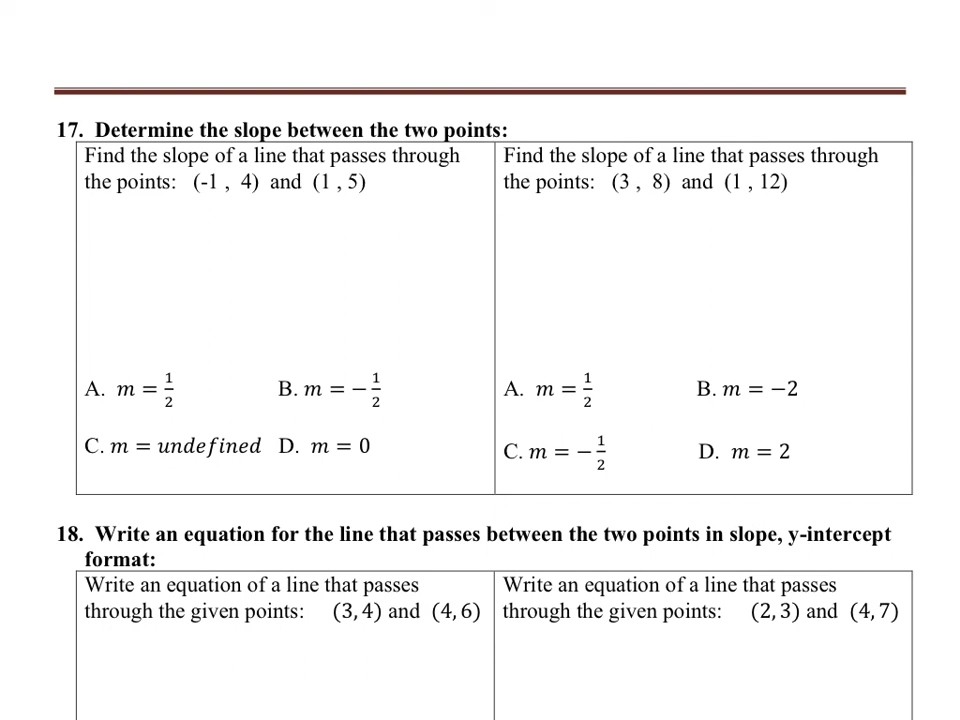 17.  Determine the slope between the two points:
Find the slope of a line that passes through
the points:   (-1 ,  4)  and  (1 , 5)
A.  𝑚 = 1/2    B. 𝑚 = − 1/2
C. 𝑚 = 𝑢𝑛𝑑𝑒𝑓𝑖𝑛𝑒𝑑   D.  𝑚 = 0
Find the slope of a line that passes through
the points:   (3 ,  8)  and  (1 , 12)
A.  𝑚 = 1/2    B. 𝑚 = −2
C. 𝑚 = − 1/2    D.  𝑚 = 2
18.  Write an equation for the line that passes between the two points in slope, y-intercept
format:
Write an equation of a line that passes
through the given points:     (3, 4) and  (4, 6)
Write an equation of a line that passes
through the given points:     (2, 3) and  (4, 7)